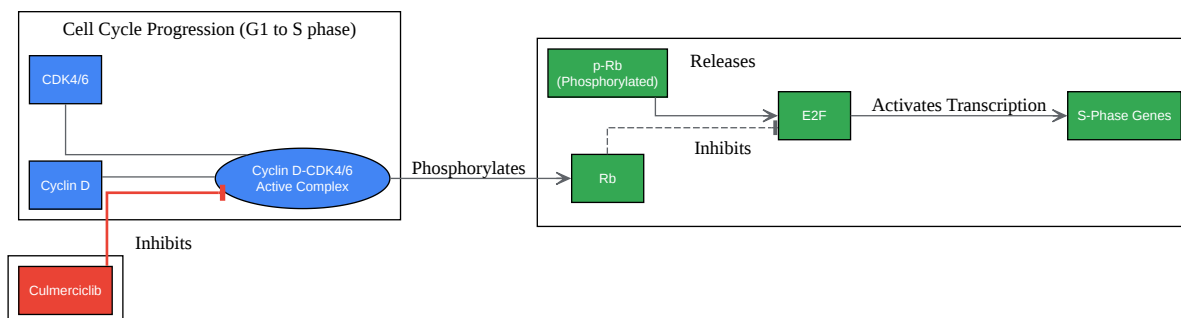 Cell Cycle Progression (G1 to S phase)
CDK4/6
Cyclin D
Cyclin D-CDK4/6
Active Complex
Inhibits
Culmerciclib
Phosphorylates
p-Rb
(Phosphorylated)
Releases
Rb
Inhibits
E2F
Activates Transcription
S-Phase Genes